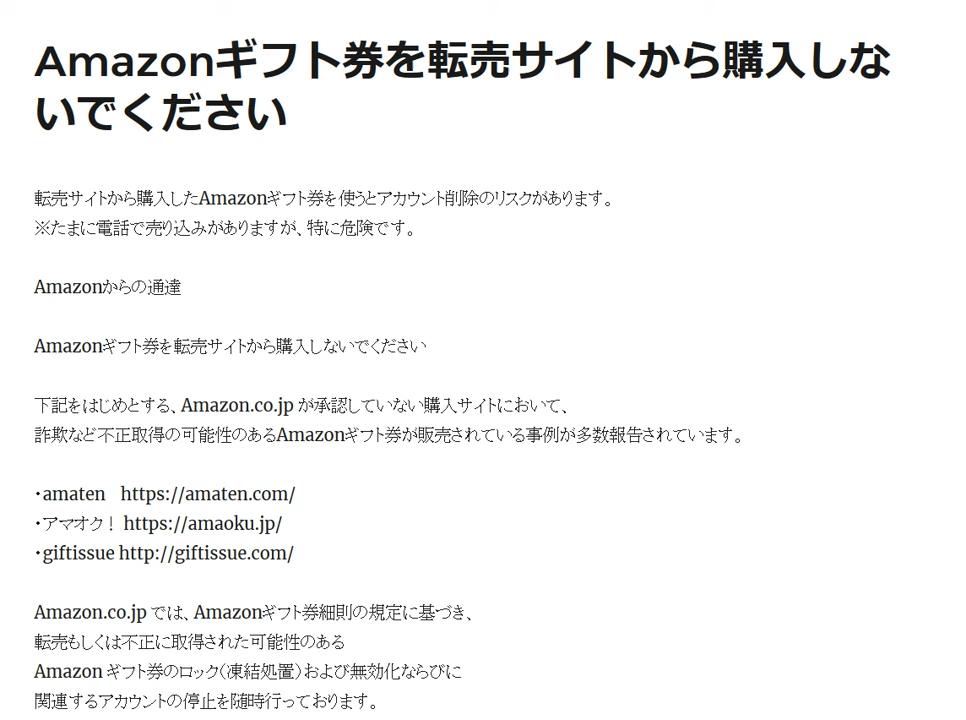 Amazonギフト券を転売サイトから購入しな
いでください
転売サイトから購入したAmazonギフト券を使うとアカウント削除のリスクがあります。
※たまに電話で売り込みがありますが、特に危険です。
Amazonからの通達
Amazonギフト券を転売サイトから購入しないでください
下記をはじめとする、Amazon.co.jp が承認していない購入サイトにおいて、
詐欺など不正取得の可能性のあるAmazonギフト券が販売されている事例が多数報告されています。
・amaten　https://amaten.com/
・アマオク！ https://amaoku.jp/
・giftissue http://giftissue.com/
Amazon.co.jp では、Amazonギフト券細則の規定に基づき、
転売もしくは不正に取得された可能性のある
Amazon ギフト券のロック（凍結処置）および無効化ならびに
関連するアカウントの停止を随時行っております。